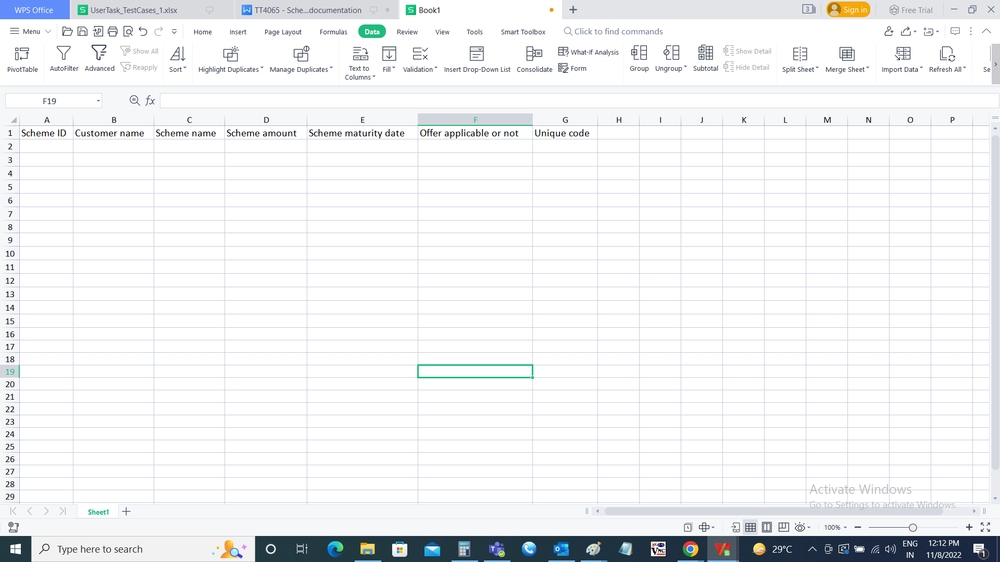 WPS Office UserTask_TestCases_1.xlsx TT4065 - Sche...documentation Book1 3 Sign in Free Trial
Menu Home Insert Page Layout Formulas Data Review View Tools Smart Toolbox Click to find commands
PivotTable AutoFilter Advanced Show All Reapply Sort Highlight Duplicates Manage Duplicates Text to Columns Fill Validation Insert Drop-Down List Consolidate What-If Analysis Form Group Ungroup Subtotal Show Detail Hide Detail Split Sheet Merge Sheet Import Data Refresh All Se
F19 fx
A B C D E F G H I J K L M N O P
1 Scheme ID Customer name Scheme name Scheme amount Scheme maturity date Offer applicable or not Unique code
2
3
4
5
6
7
8
9
10
11
12
13
14
15
16
17
18
19
20
21
22
23
24
25
26
27
28
29
Activate Windows
Go to Settings to activate Windows.
Sheet1
100%
Type here to search 29°C ENG IN 12:12 PM 11/8/2022 1
VNC